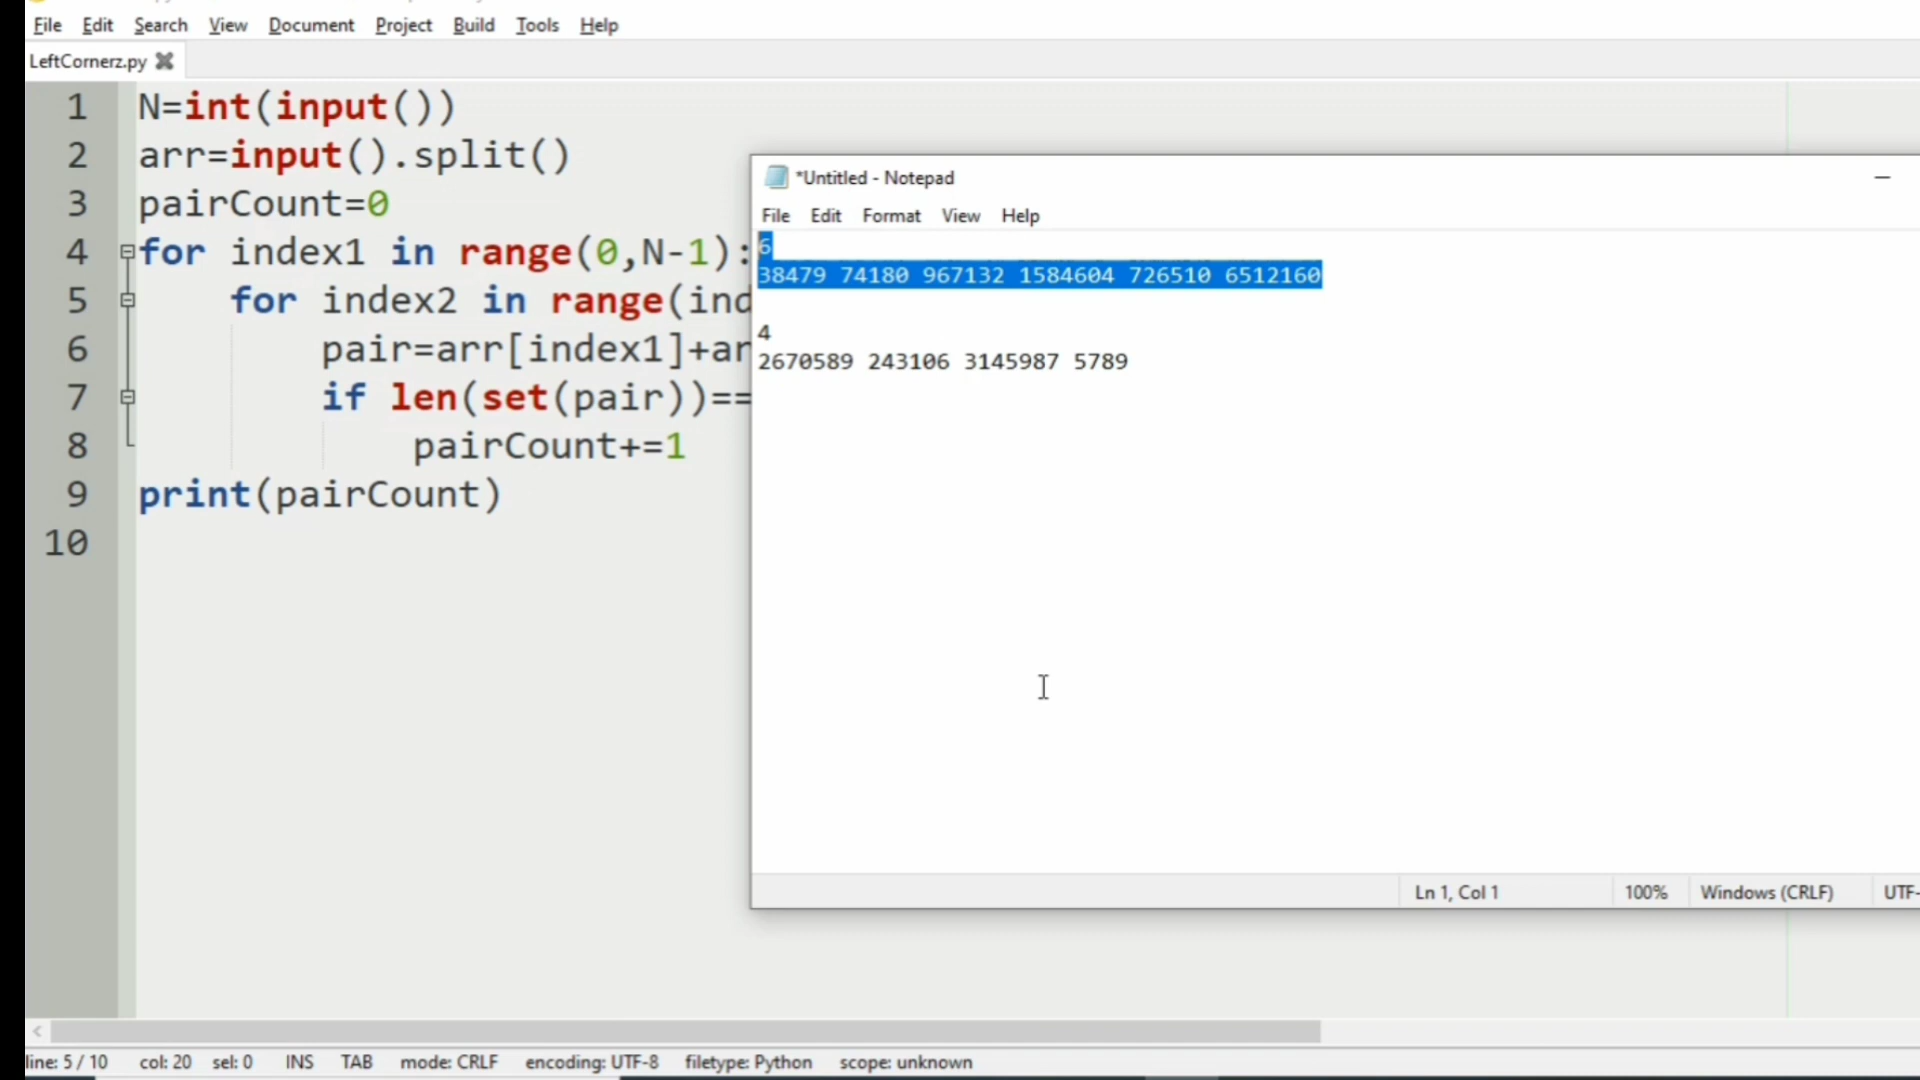 File Edit Search View Document Project Build Tools Help
LeftCornerz.py
1 N=int(input())
2 arr=input().split()
3 pairCount=0
4 for index1 in range(0,N-1):
5 for index2 in range(ind
6 pair=arr[index1]+ar
7 if len(set(pair))==
8 pairCount+=1
9 print(pairCount)
10
*Untitled - Notepad
File Edit Format View Help
6
38479 74180 967132 1584604 726510 6512160
4
2670589 243106 3145987 5789
Ln 1, Col 1 100% Windows (CRLF) UTF-
line: 5 / 10 col: 20 sel: 0 INS TAB mode: CRLF encoding: UTF-8 filetype: Python scope: unknown